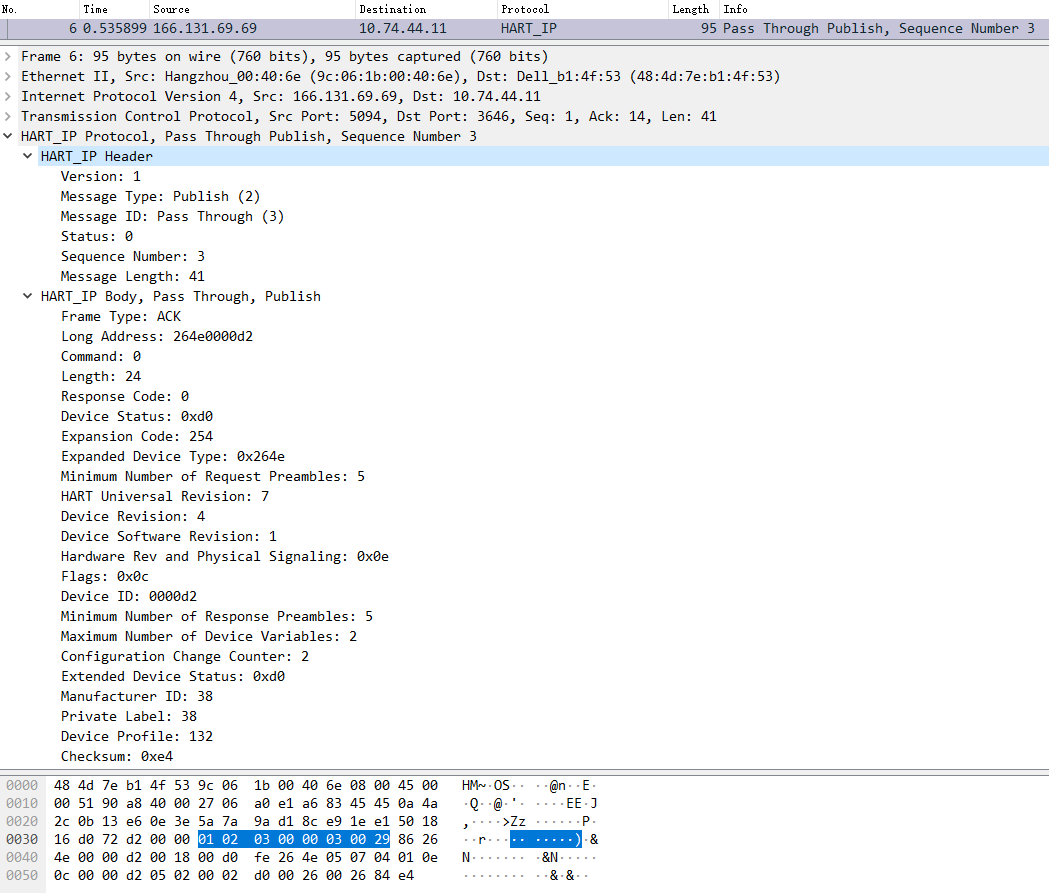 No. Time Source Destination Protocol Length Info
6 0.535899 166.131.69.69 10.74.44.11 HART_IP 95 Pass Through Publish, Sequence Number 3
Frame 6: 95 bytes on wire (760 bits), 95 bytes captured (760 bits)
Ethernet II, Src: Hangzhou_00:40:6e (9c:06:1b:00:40:6e), Dst: Dell_b1:4f:53 (48:4d:7e:b1:4f:53)
Internet Protocol Version 4, Src: 166.131.69.69, Dst: 10.74.44.11
Transmission Control Protocol, Src Port: 5094, Dst Port: 3646, Seq: 1, Ack: 14, Len: 41
HART_IP Protocol, Pass Through Publish, Sequence Number 3
HART_IP Header
Version: 1
Message Type: Publish (2)
Message ID: Pass Through (3)
Status: 0
Sequence Number: 3
Message Length: 41
HART_IP Body, Pass Through, Publish
Frame Type: ACK
Long Address: 264e0000d2
Command: 0
Length: 24
Response Code: 0
Device Status: 0xd0
Expansion Code: 254
Expanded Device Type: 0x264e
Minimum Number of Request Preambles: 5
HART Universal Revision: 7
Device Revision: 4
Device Software Revision: 1
Hardware Rev and Physical Signaling: 0x0e
Flags: 0x0c
Device ID: 0000d2
Minimum Number of Response Preambles: 5
Maximum Number of Device Variables: 2
Configuration Change Counter: 2
Extended Device Status: 0xd0
Manufacturer ID: 38
Private Label: 38
Device Profile: 132
Checksum: 0xe4
0000 48 4d 7e b1 4f 53 9c 06 1b 00 40 6e 08 00 45 00 HM~·OS·· ··@n··E·
0010 00 51 90 a8 40 00 27 06 a0 e1 a6 83 45 45 0a 4a ·Q··@·'· ····EE·J
0020 2c 0b 13 e6 0e 3e 5a 7a 9a d1 8c e9 1e e1 50 18 ,····>Zz ······P·
0030 16 d0 72 d2 00 00 01 02 03 00 00 03 00 29 86 26 ··r····· ·····)·&
0040 4e 00 00 d2 00 18 00 d0 fe 26 4e 05 07 04 01 0e N······· ·&N·····
0050 0c 00 00 d2 05 02 00 02 d0 00 26 00 26 84 e4 ········ ··&·&··